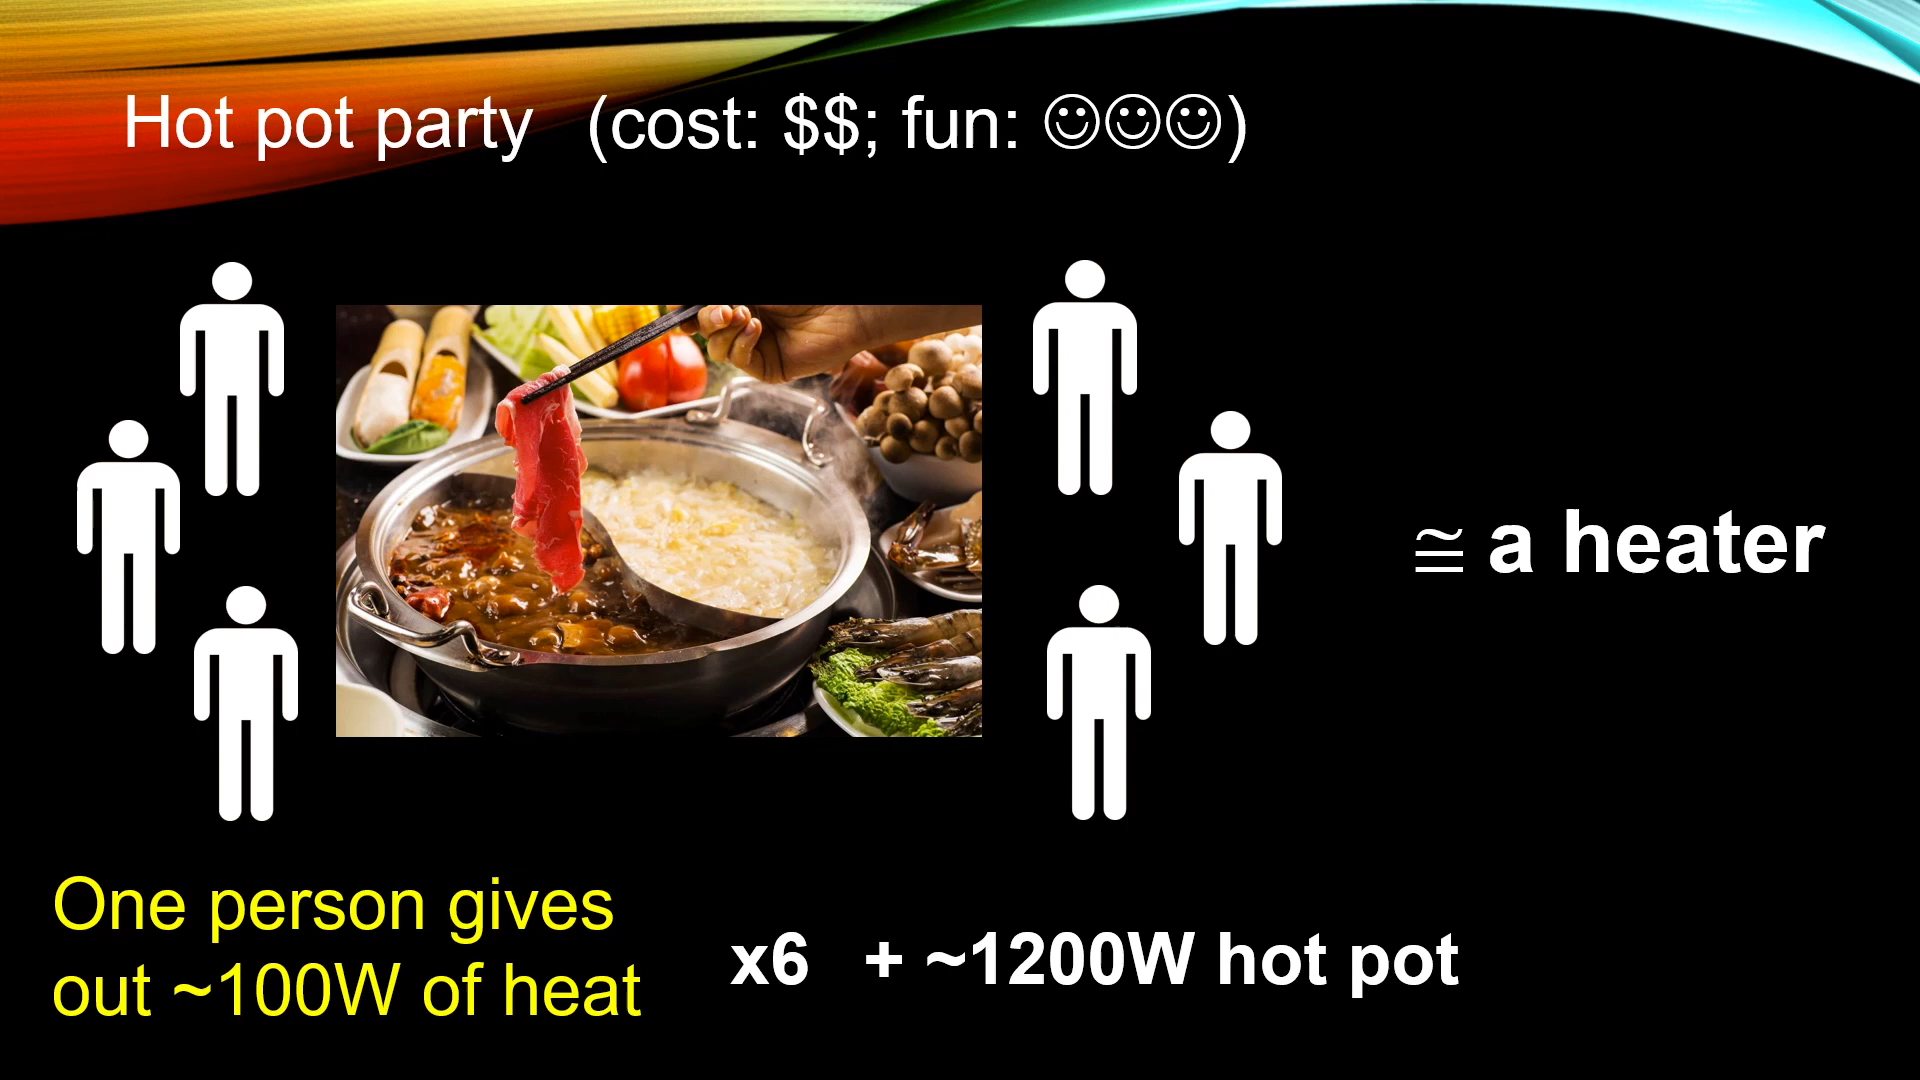 Hot pot party (cost: $$; fun: ☺☺☺)
≅ a heater
One person gives
out ~100W of heat
x6 + ~1200W hot pot